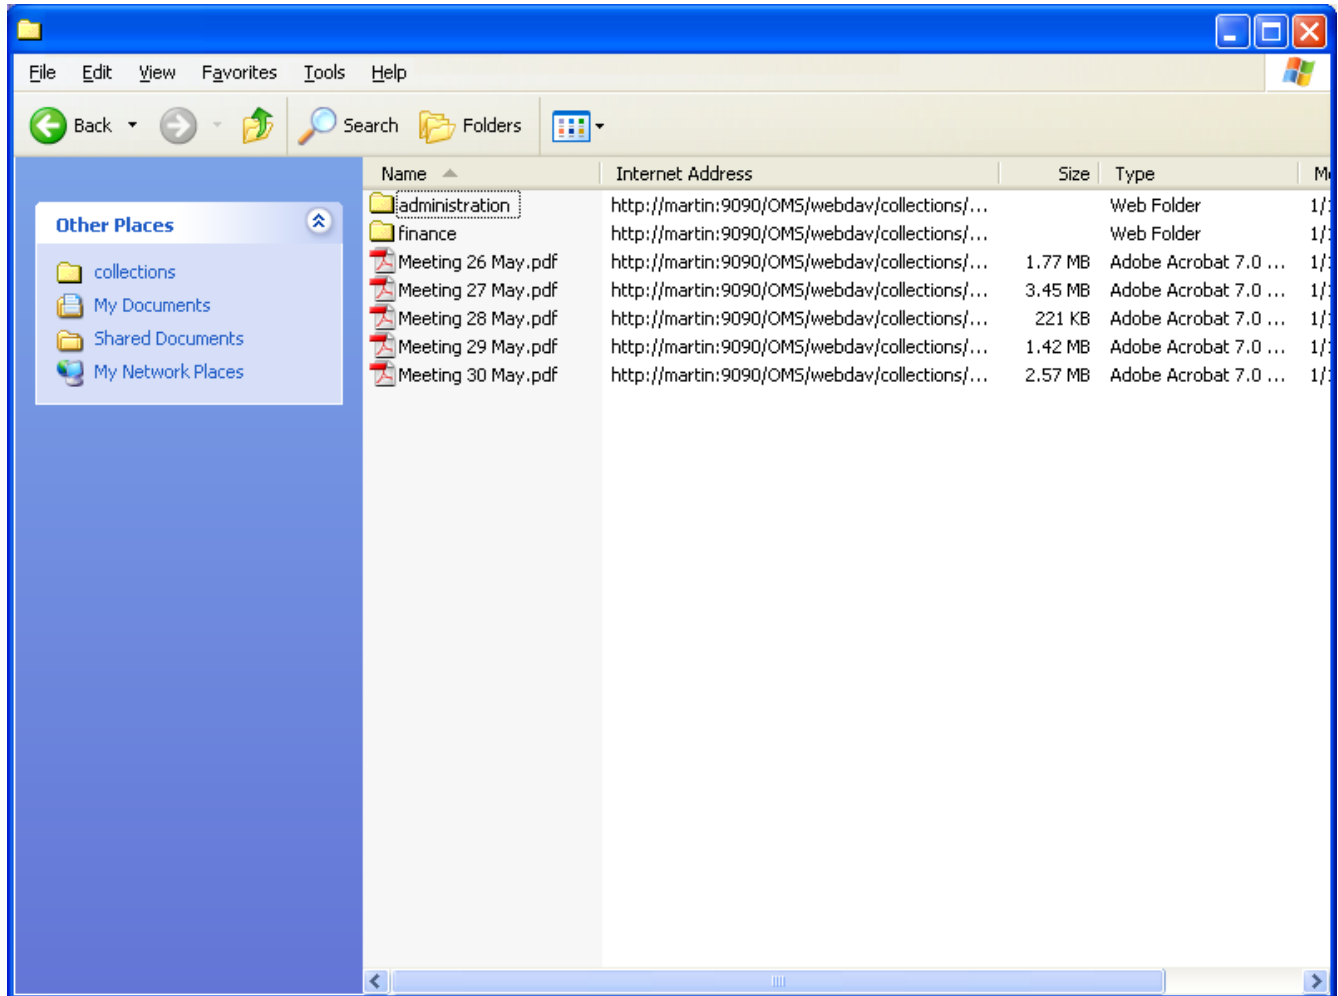 File Edit View Favorites Tools Help
Back Search Folders
Name Internet Address Size Type
Other Places
collections
My Documents
Shared Documents
My Network Places
administration http://martin:9090/OMS/webdav/collections/... Web Folder
finance http://martin:9090/OMS/webdav/collections/... Web Folder
Meeting 26 May.pdf http://martin:9090/OMS/webdav/collections/... 1.77 MB Adobe Acrobat 7.0 ...
Meeting 27 May.pdf http://martin:9090/OMS/webdav/collections/... 3.45 MB Adobe Acrobat 7.0 ...
Meeting 28 May.pdf http://martin:9090/OMS/webdav/collections/... 221 KB Adobe Acrobat 7.0 ...
Meeting 29 May.pdf http://martin:9090/OMS/webdav/collections/... 1.42 MB Adobe Acrobat 7.0 ...
Meeting 30 May.pdf http://martin:9090/OMS/webdav/collections/... 2.57 MB Adobe Acrobat 7.0 ...